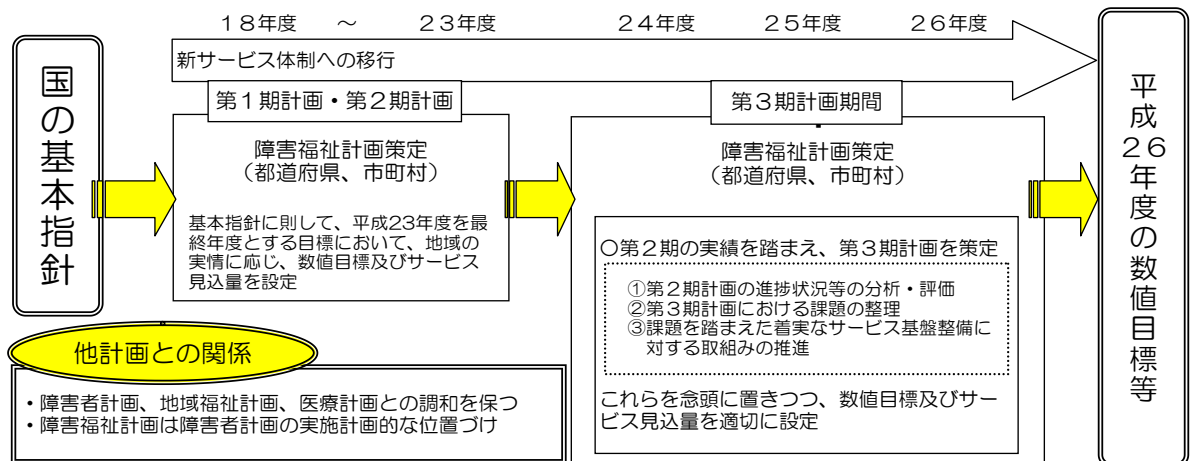 18年度　～　23年度　24年度　25年度　26年度
新サービス体制への移行
国の基本指針
第1期計画・第2期計画
障害福祉計画策定
（都道府県、市町村）
基本指針に則して、平成23年度を最
終年度とする目標において、地域の
実情に応じ、数値目標及びサービス
見込量を設定
第3期計画期間
障害福祉計画策定
（都道府県、市町村）
〇第2期の実績を踏まえ、第3期計画を策定
①第2期計画の進捗状況等の分析・評価
②第3期計画における課題の整理
③課題を踏まえた着実なサービス基盤整備に
対する取組みの推進
これらを念頭に置きつつ、数値目標及びサー
ビス見込量を適切に設定
平成26年度の数値目標等
他計画との関係
・障害者計画、地域福祉計画、医療計画との調和を保つ
・障害福祉計画は障害者計画の実施計画的な位置づけ